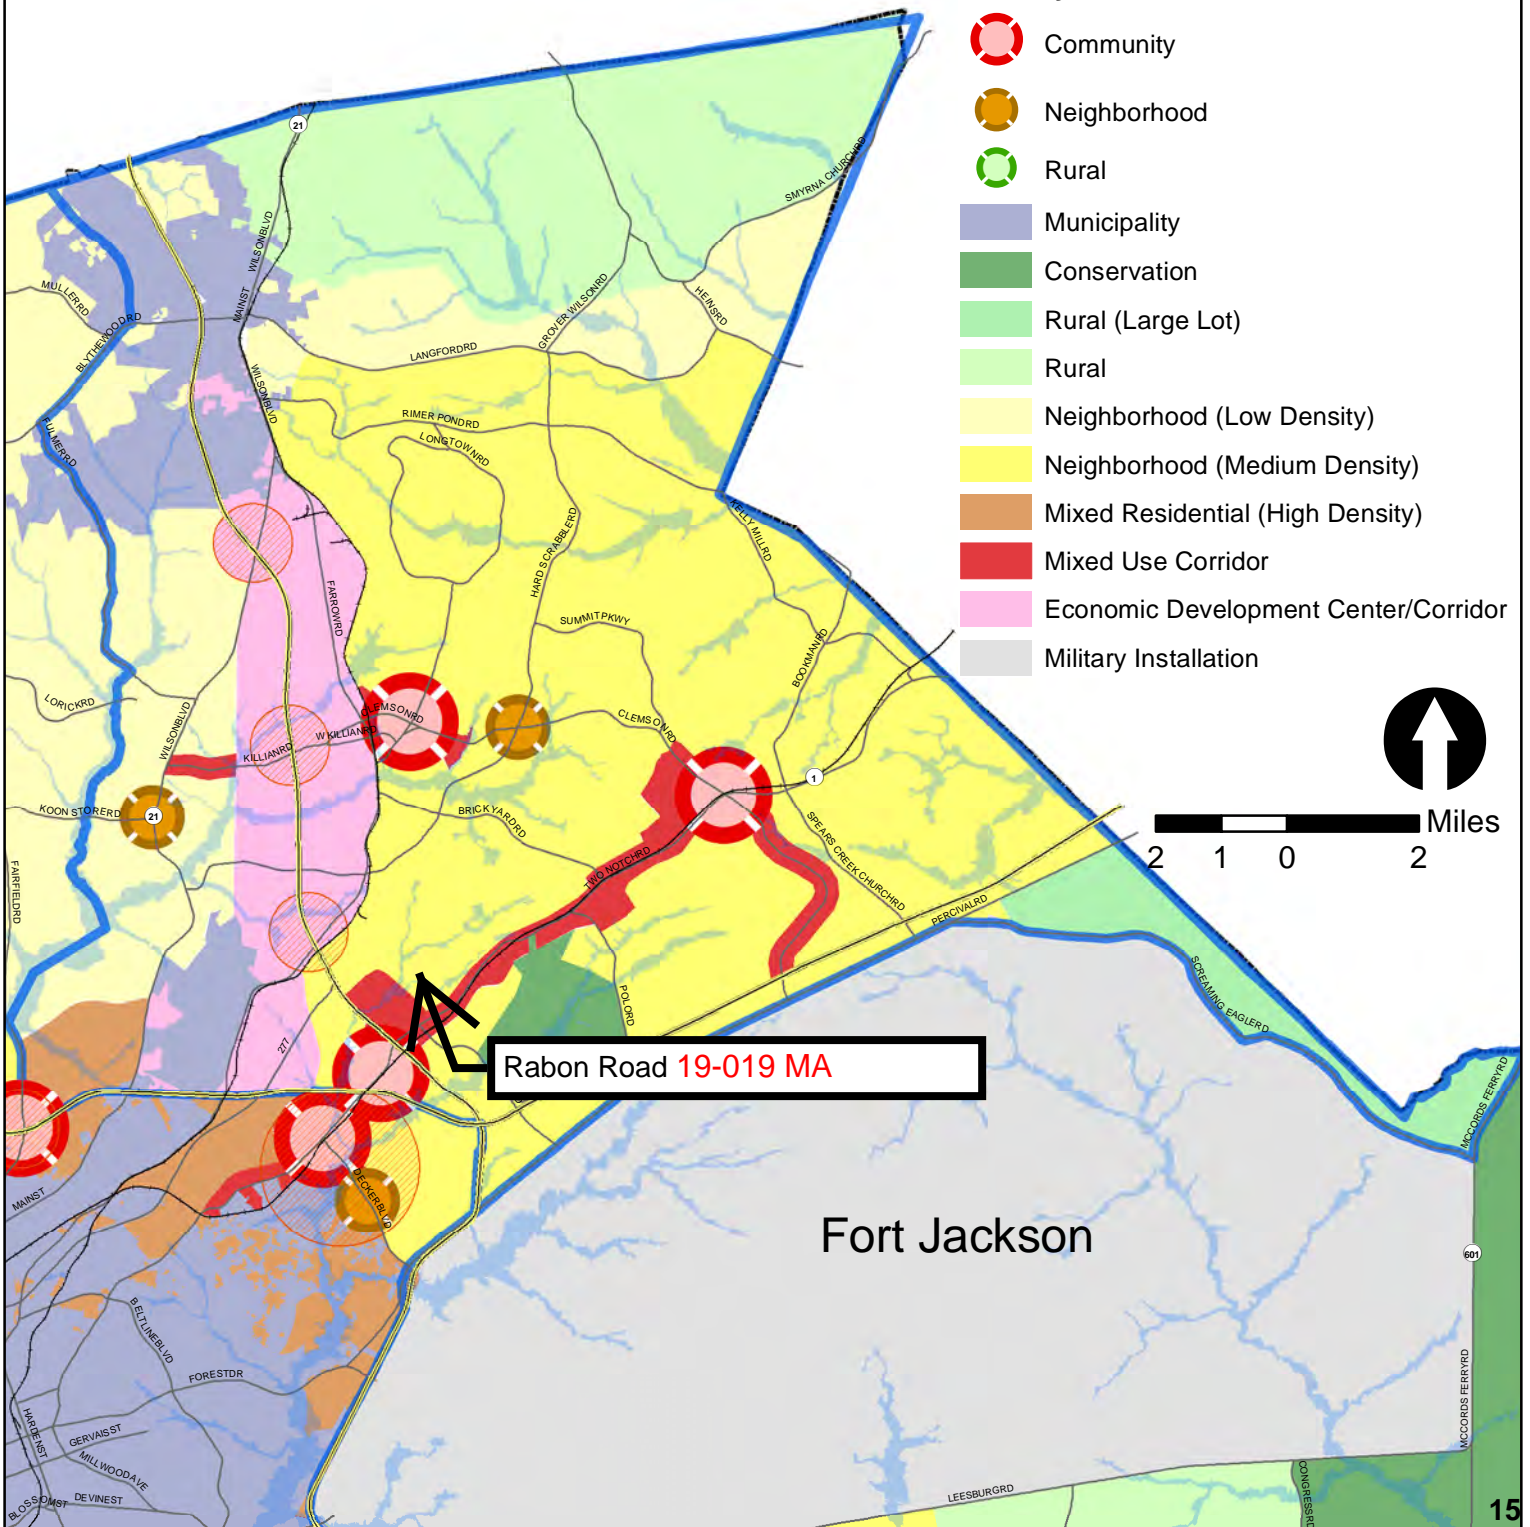 Community
Neighborhood
Rural
Municipality
Conservation
Rural (Large Lot)
Rural
Neighborhood (Low Density)
Neighborhood (Medium Density)
Mixed Residential (High Density)
Mixed Use Corridor
Economic Development Center/Corridor
Military Installation
Miles
2 1 0 2
21
SMYRNA CHURCHRD
WILSONBLVD
MAINST
MULLERRD
BLYTHEWOODRD
HEINSRD
GROVER WILSONRD
LANGFORDRD
WILSONBLVD
RIMER PONDRD
LONGTOWNRD
FULMERRD
KELLY MILLRD
HARD SCRABBLERD
FARROWRD
SUMMITPKWY
BOOKMANRD
LORICKRD
WILSONBLVD
CLEMSONRD
CLEMSONRD
W KILLIANRD
KILLIANRD
1
KOON STORERD
21
BRICKYARDRD
SPEARS CREEK CHURCHRD
TWO NOTCHRD
FAIRFIELDRD
PERCIVALRD
SCREAMING EAGLERD
POLORD
277
Rabon Road 19-019 MA
MCCORDS FERRYRD
MAINST
DECKERBLVD
Fort Jackson
601
BELTLINEBLVD
FORESTDR
MCCORDS FERRYRD
HARDENST
GERVAISST
MILLWOODAVE
DEVINEST
BLOSSOMST
LEESBURGRD
CONGRESSRD
15